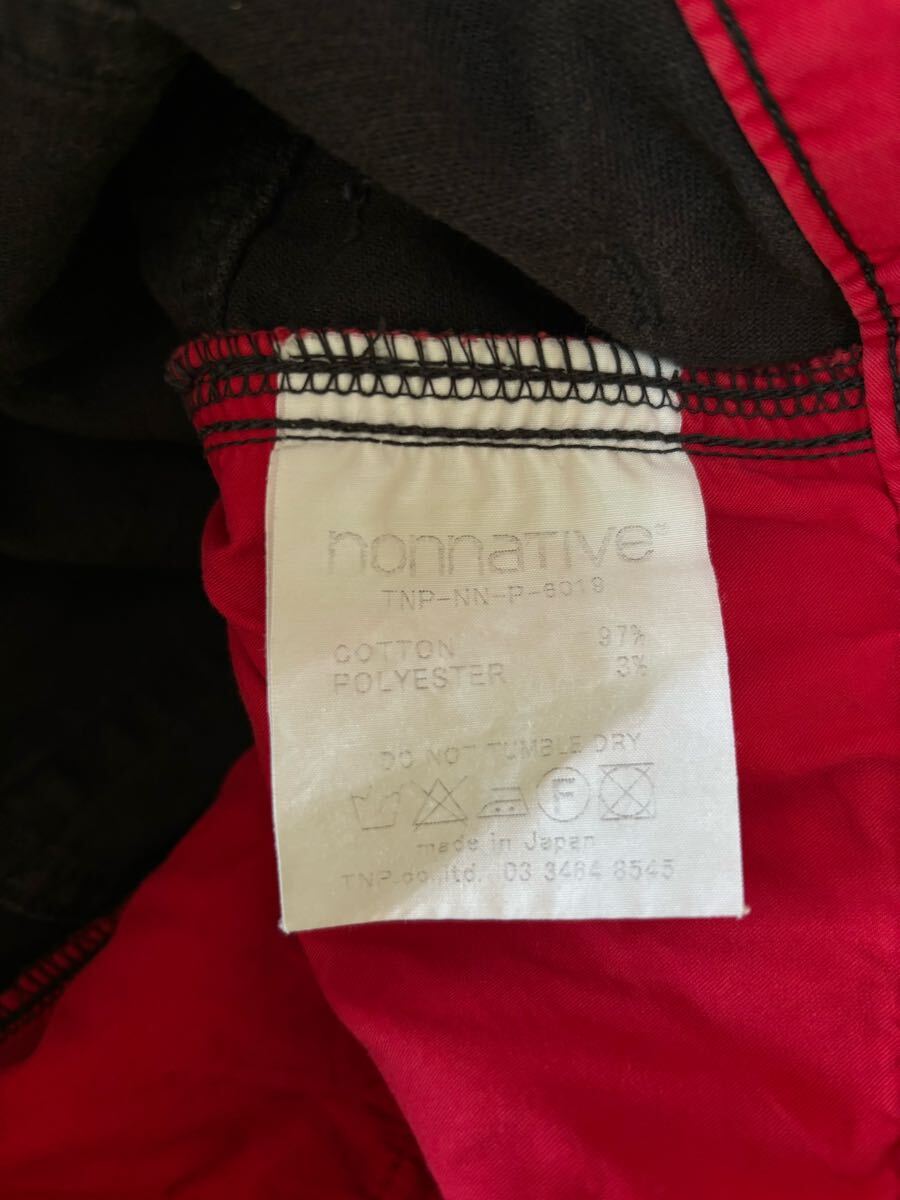 nonnative™
TNP-NN-P-6019
COTTON 97%
POLYESTER 3%
DO NOT TUMBLE DRY
F
made in Japan
TNP.co.,ltd. 03 3484 8545